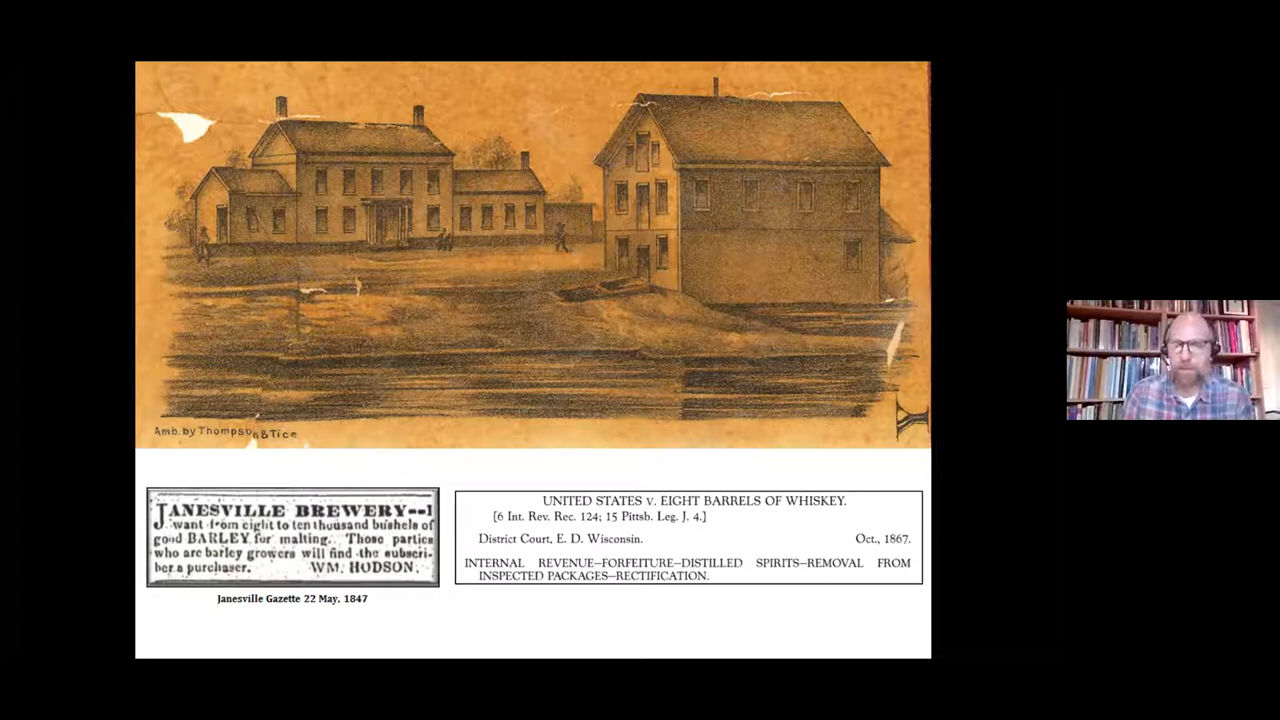 Amb. by Thompson & Tice
JANESVILLE BREWERY--I
want from eight to ten thousand bushels of
good BARLEY for malting. Those parties
who are barley growers will find the subscri-
ber a purchaser. WM. HODSON.
Janesville Gazette 22 May, 1847
UNITED STATES V. EIGHT BARRELS OF WHISKEY.
[6 Int. Rev. Rec. 124; 15 Pittsb. Leg. J. 4.]
District Court, E. D. Wisconsin. Oct., 1867.
INTERNAL REVENUE—FORFEITURE—DISTILLED SPIRITS—REMOVAL FROM
INSPECTED PACKAGES—RECTIFICATION.